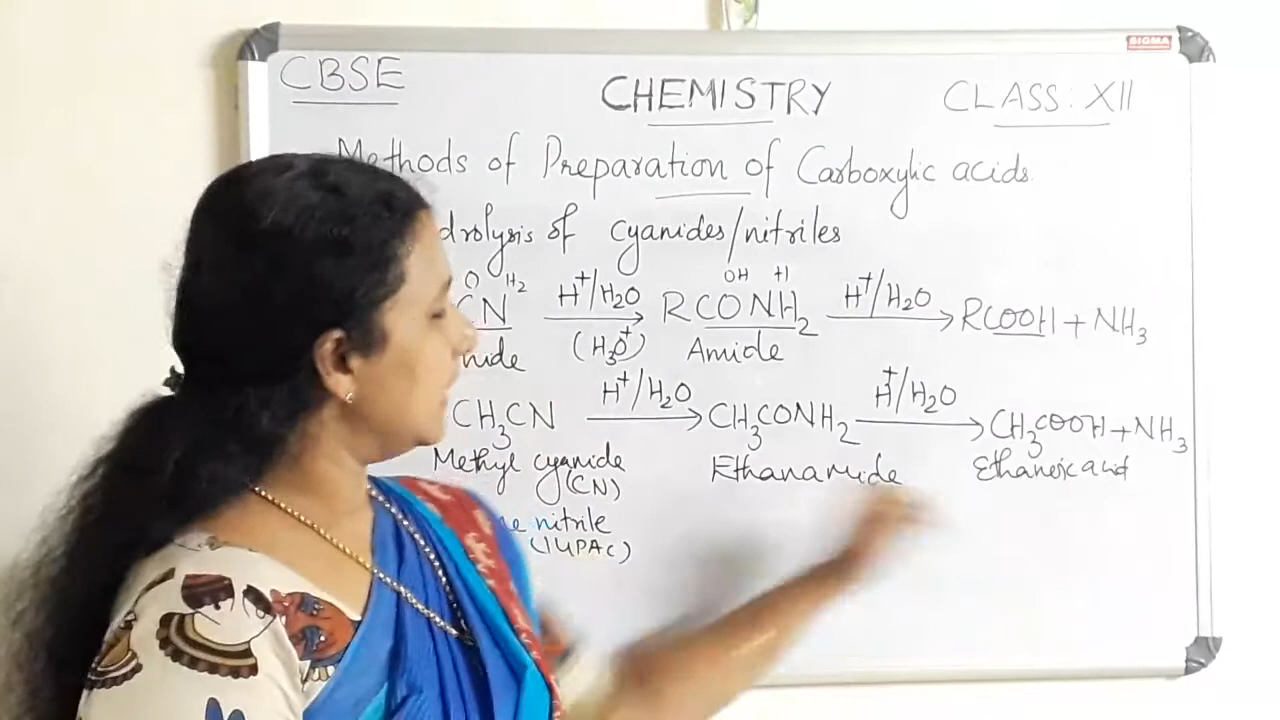 SIGMA
CBSE CHEMISTRY CLASS: XII
Methods of Preparation of Carboxylic acids.
drolysis of cyanides/nitriles
O H₂ OH H
CN H⁺/H₂O → RCONH₂ H⁺/H₂O → RCOOH + NH₃
nide (H₃O⁺) Amide
CH₃CN H⁺/H₂O → CH₃CONH₂ H⁺/H₂O → CH₃COOH + NH₃
Methyl cyanide Ethanamide Ethanoic acid
(CN)
ne nitrile
(IUPAC)